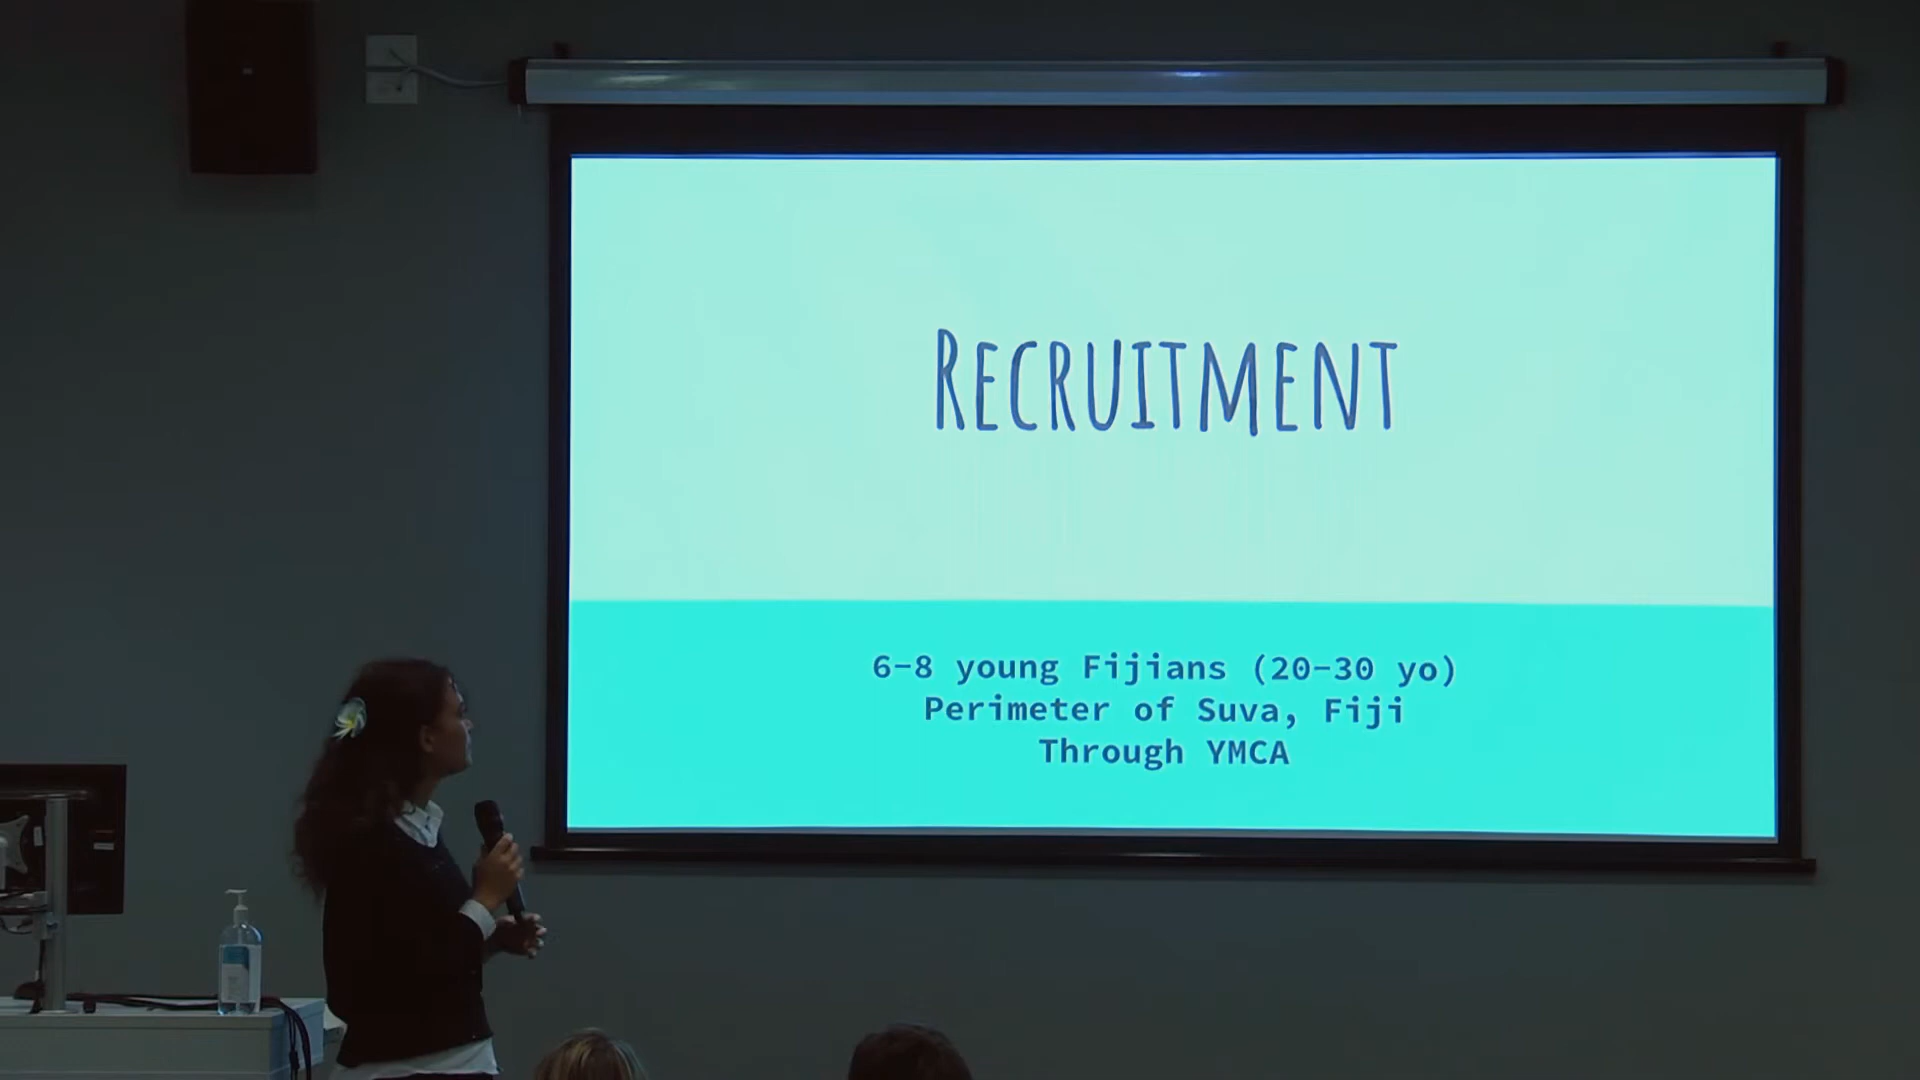 RECRUITMENT
6-8 young Fijians (20-30 yo)
Perimeter of Suva, Fiji
Through YMCA